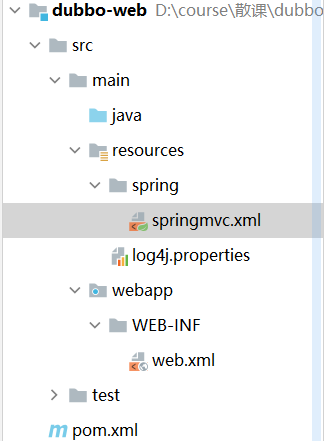 dubbo-web D:\course\散课\dubbo
src
main
java
resources
spring
springmvc.xml
log4j.properties
webapp
WEB-INF
web.xml
test
pom.xml